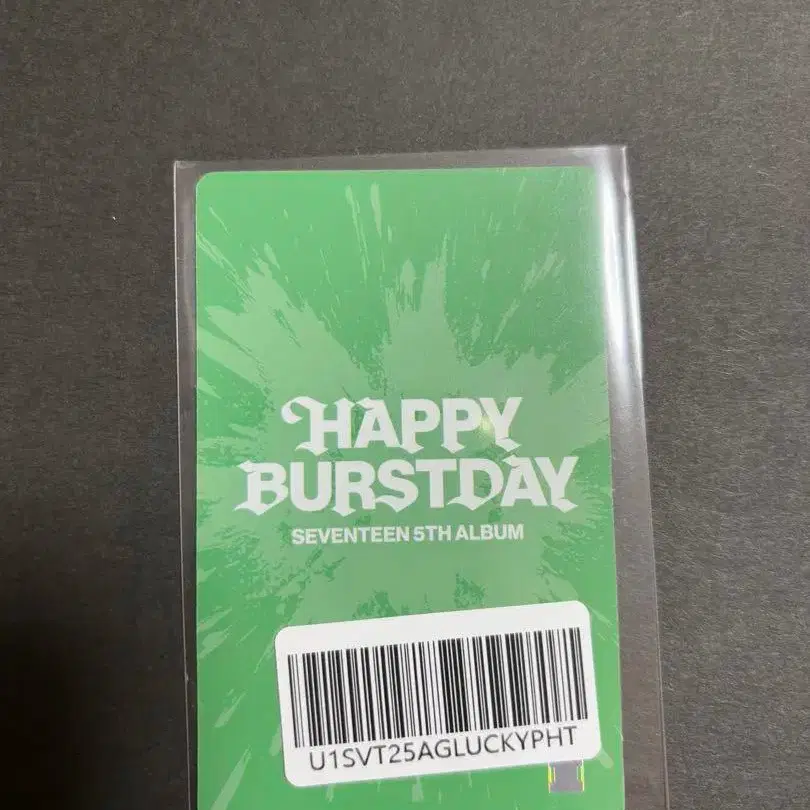 HAPPY
BURSTDAY
SEVENTEEN 5TH ALBUM
U1SVT25AGLUCKYPHT